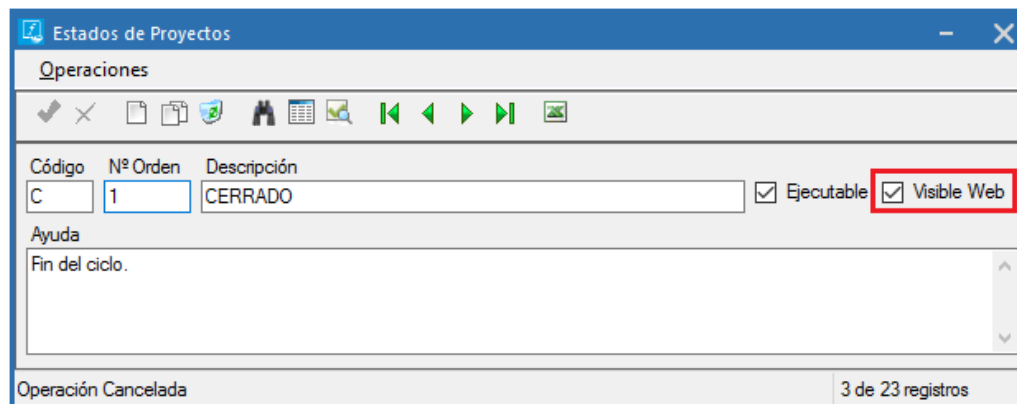 Estados de Proyectos
Operaciones
Código Nº Orden Descripción
C 1 CERRADO Ejecutable Visible Web
Ayuda
Fin del ciclo.
Operación Cancelada 3 de 23 registros